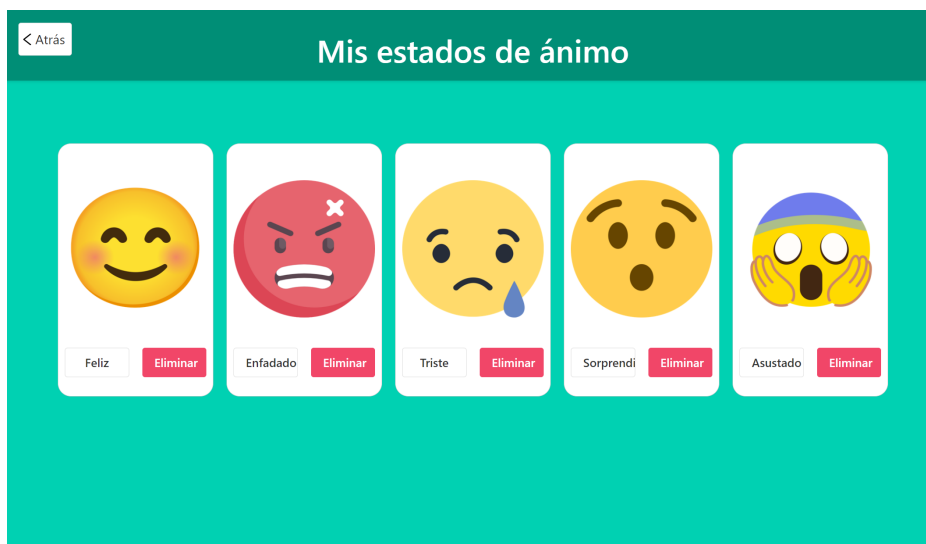 Atrás
Mis estados de ánimo
Feliz
Eliminar
Enfadado
Eliminar
Triste
Eliminar
Sorprendi
Eliminar
Asustado
Eliminar